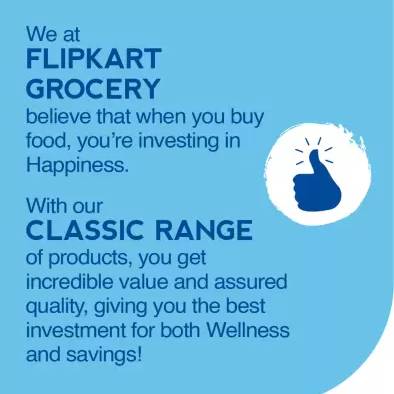 We at
FLIPKART
GROCERY
believe that when you buy
food, you're investing in
Happiness.
With our
CLASSIC RANGE
of products, you get
incredible value and assured
quality, giving you the best
investment for both Wellness
and savings!